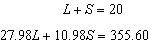 L + S = 20
27.98L + 10.98S = 355.60